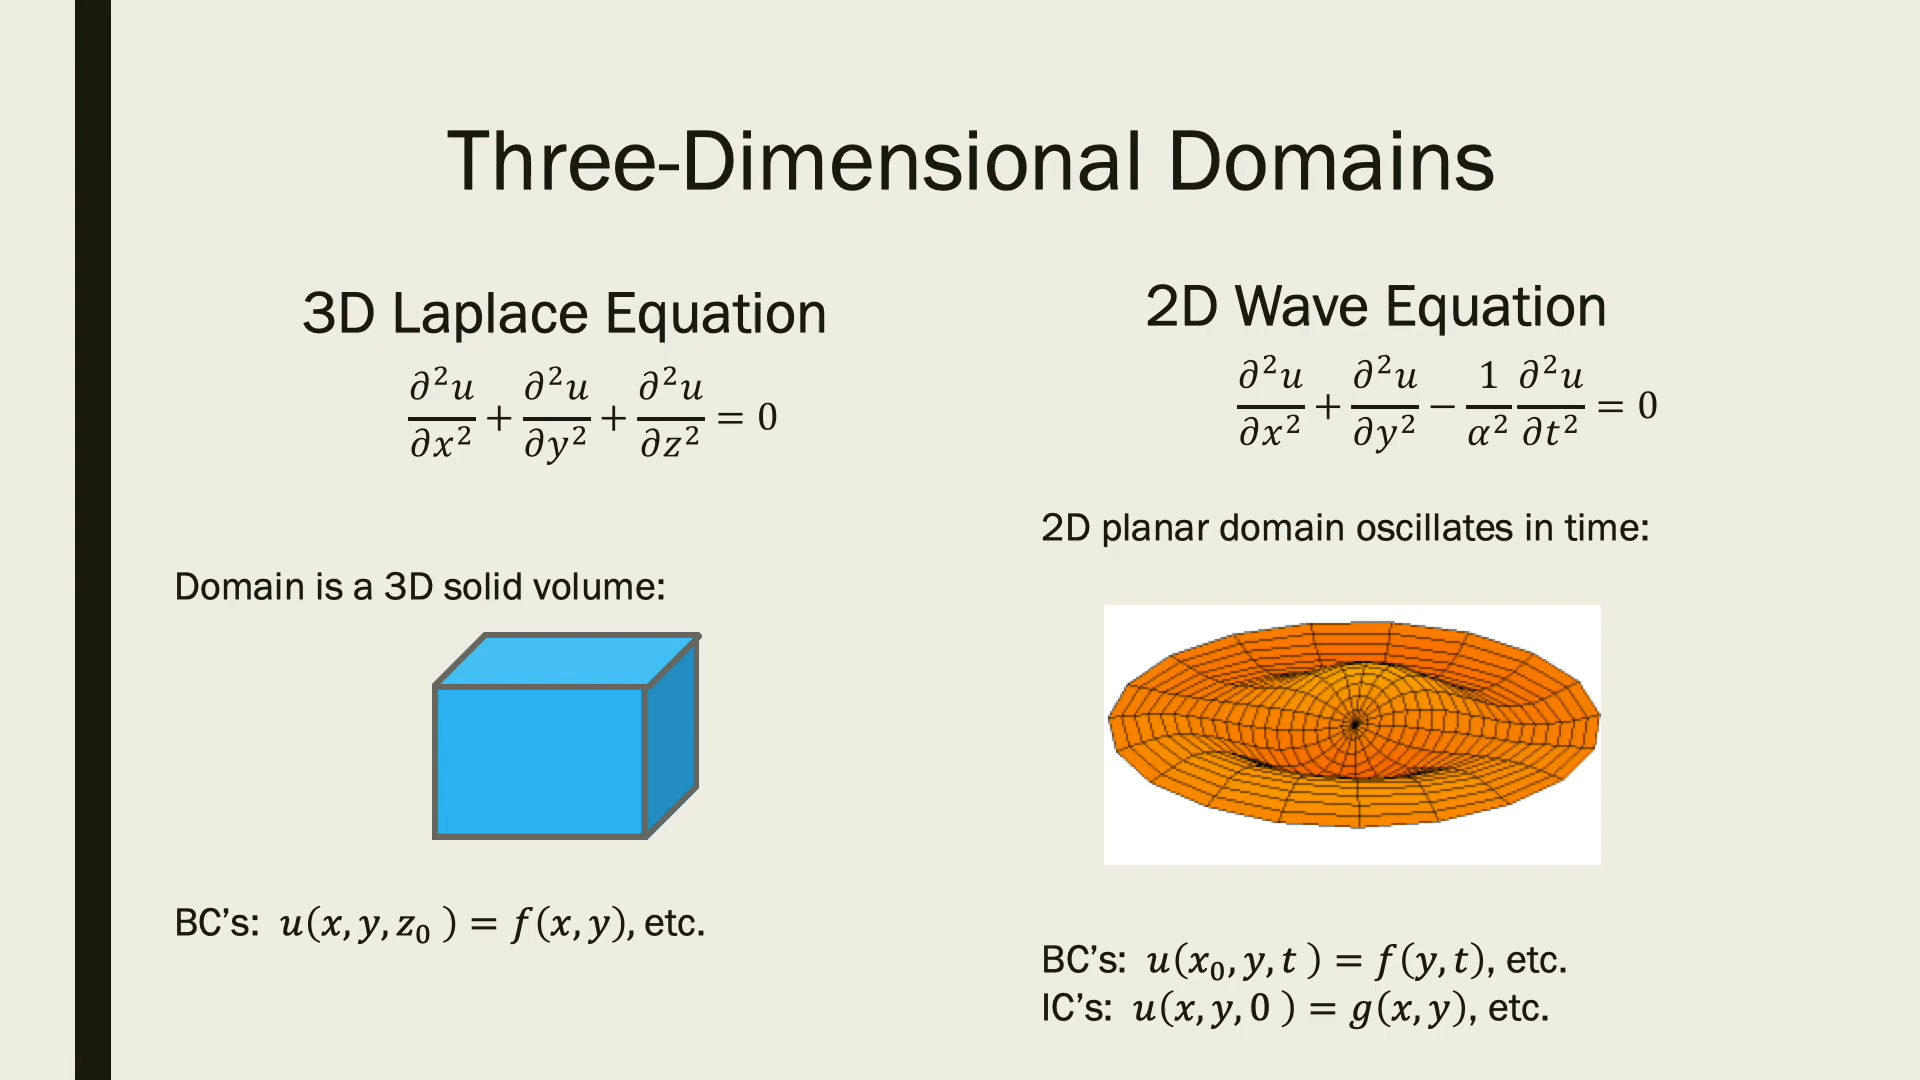 Three-Dimensional Domains
3D Laplace Equation
∂²u/∂x² + ∂²u/∂y² + ∂²u/∂z² = 0
Domain is a 3D solid volume:
BC’s: u(x, y, z₀ ) = f(x, y), etc.
2D Wave Equation
∂²u/∂x² + ∂²u/∂y² − 1/α² ∂²u/∂t² = 0
2D planar domain oscillates in time:
BC’s: u(x₀, y, t ) = f(y, t), etc.
IC’s: u(x, y, 0 ) = g(x, y), etc.